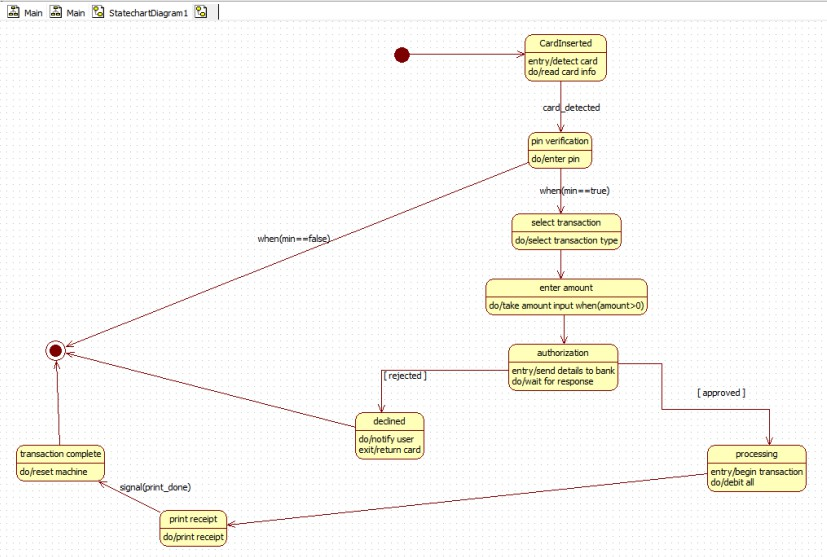 Main Main StatechartDiagram1
CardInserted
entry/detect card
do/read card info
card_detected
pin verification
do/enter pin
when(min==true)
select transaction
do/select transaction type
when(min==false)
enter amount
do/take amount input when(amount>0)
authorization
entry/send details to bank
do/wait for response
[ rejected ]
[ approved ]
declined
do/notify user
exit/return card
transaction complete
do/reset machine
processing
entry/begin transaction
do/debit all
signal(print_done)
print receipt
do/print receipt